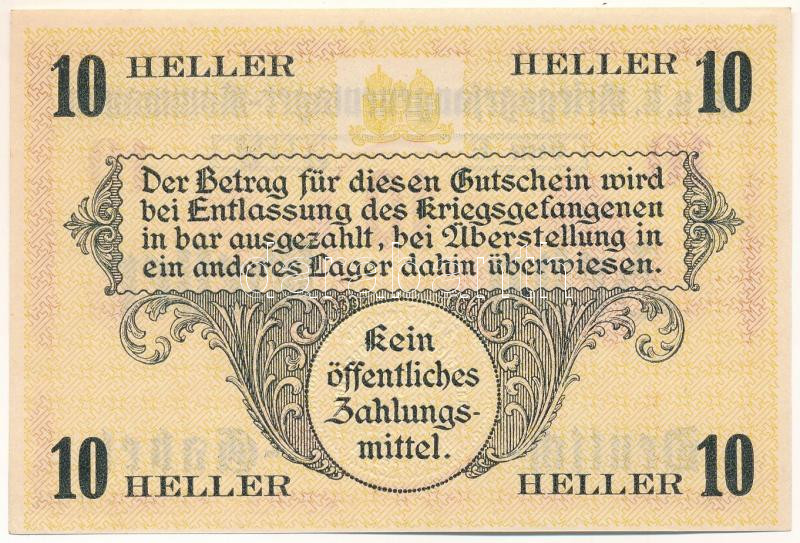 10 HELLER HELLER 10
Der Betrag für diesen Gutschein wird
bei Entlassung des Kriegsgefangenen
in bar ausgezahlt, bei Überstellung in
ein anderes Lager dahin überwiesen.
Kein
öffentliches
Zahlungs-
mittel.
10 HELLER HELLER 10